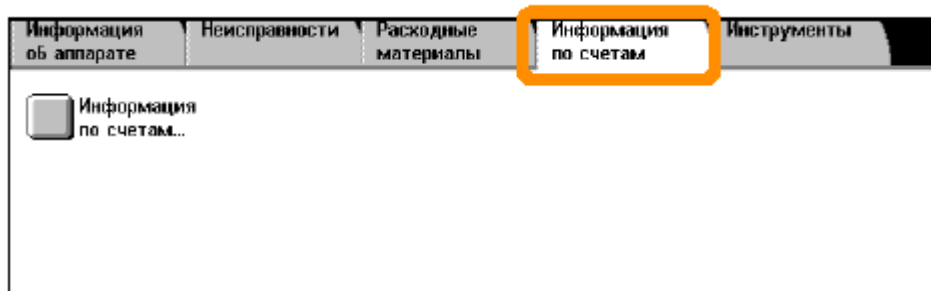 Информация
об аппарате
Неисправности
Расходные
материалы
Информация
по счетам
Инструменты
Информация
по счетам...